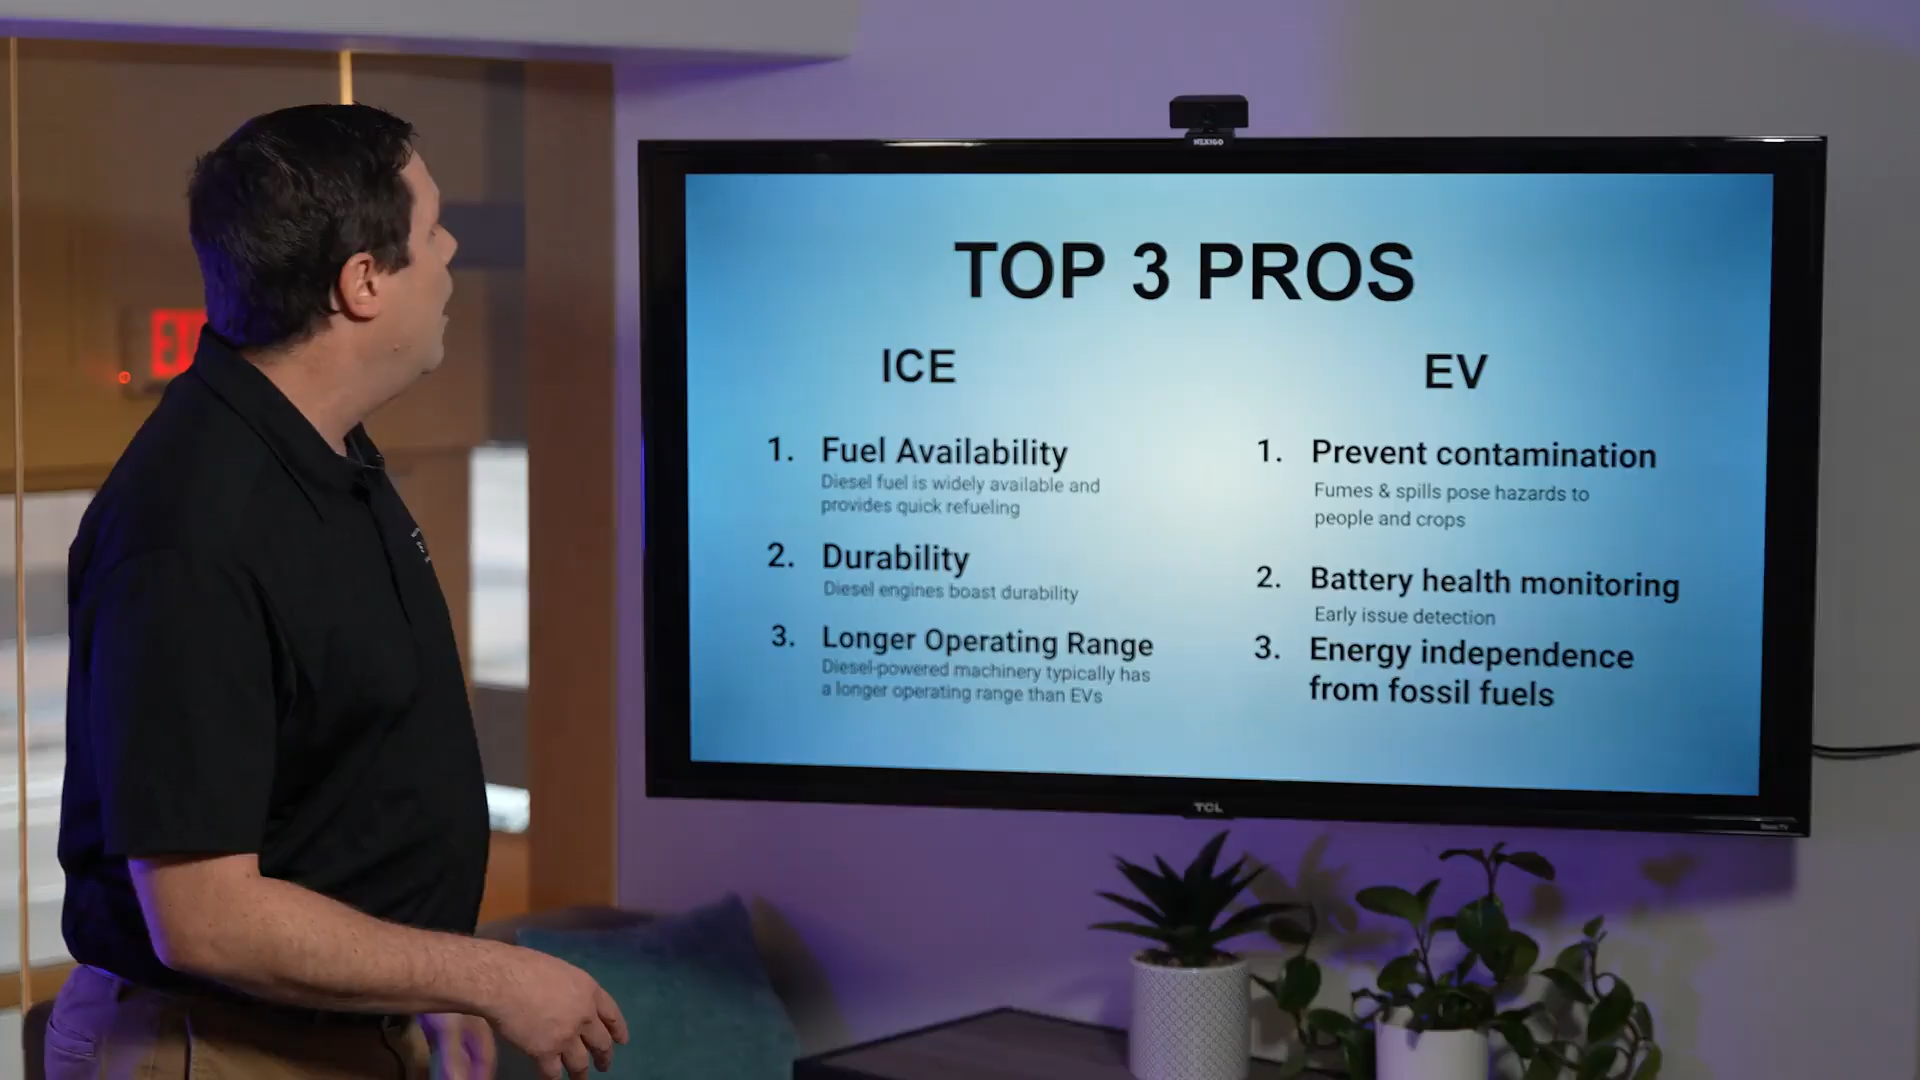 NEXIGO
TOP 3 PROS
ICE
1. Fuel Availability
Diesel fuel is widely available and
provides quick refueling
2. Durability
Diesel engines boast durability
3. Longer Operating Range
Diesel-powered machinery typically has
a longer operating range than EVs
EV
1. Prevent contamination
Fumes & spills pose hazards to
people and crops
2. Battery health monitoring
Early issue detection
3. Energy independence
from fossil fuels
TCL